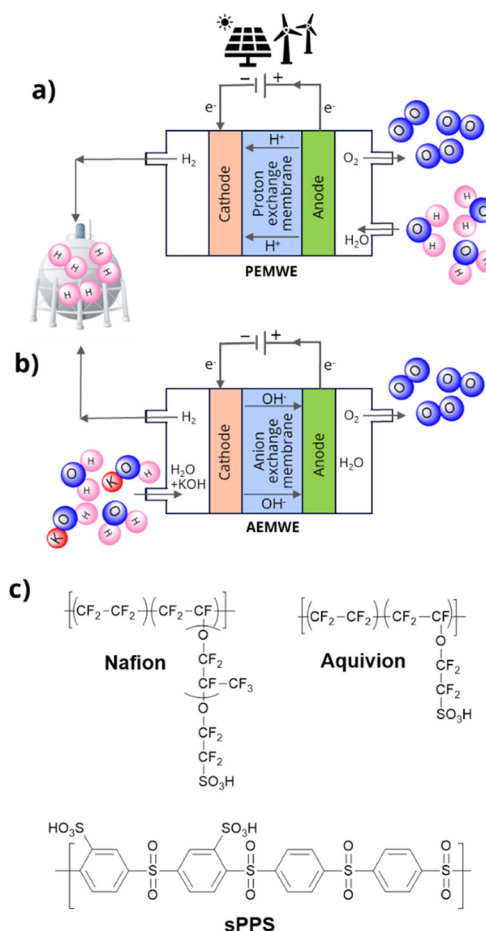 a)
− +
e-
e-
H2
Cathode
H+
Proton exchange membrane
H+
Anode
O2
H2O
PEMWE
O O
O O
O O
H
O
H
O
H
H
O
H
H H
H H
H H
H
b)
− +
e-
e-
H2
H2O
+KOH
Cathode
OH-
Anion exchange membrane
OH-
Anode
O2
H2O
AEMWE
O O
O O
O O
H
O
H
K O H
O
H
H
O
H
K
c)
[(CF2−CF2)(CF2−CF)]
O
CF2
CF−CF3
O
CF2
CF2
SO3H
Nafion
[(CF2−CF2)(CF2−CF)]
O
CF2
CF2
SO3H
Aquivion
HO3S SO3H
O O O O
S S S S
O O O O
sPPS